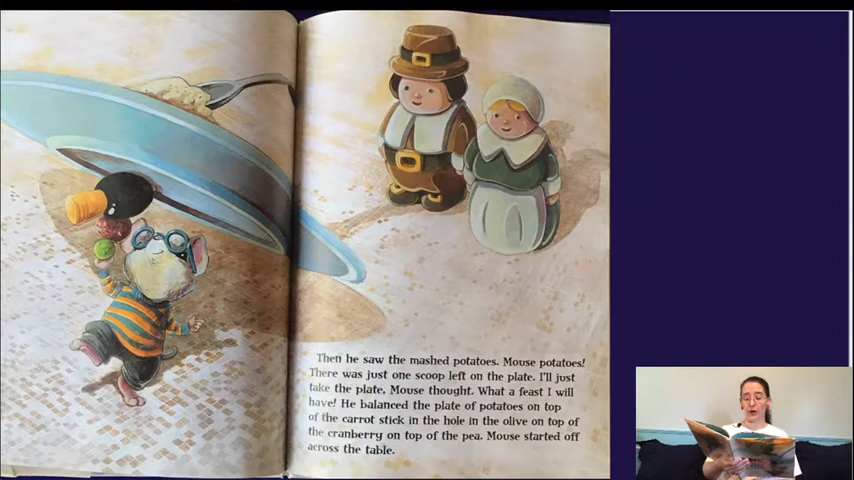 Then he saw the mashed potatoes. Mouse potatoes!
There was just one scoop left on the plate. I'll just
take the plate, Mouse thought. What a feast I will
have! He balanced the plate of potatoes on top
of the carrot stick in the hole in the olive on top of
the cranberry on top of the pea. Mouse started off
across the table.